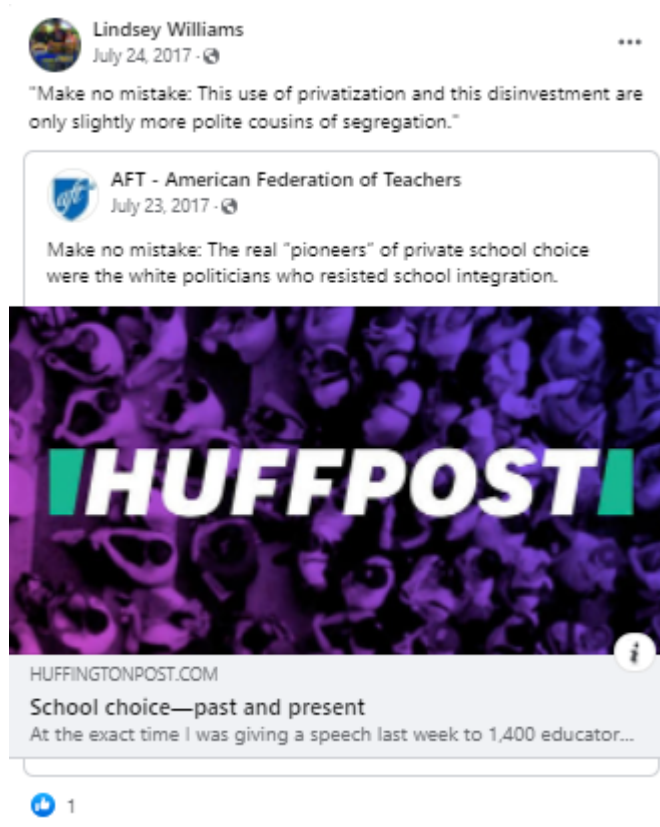 Lindsey Williams
July 24, 2017 ·
"Make no mistake: This use of privatization and this disinvestment are
only slightly more polite cousins of segregation."
aft
AFT - American Federation of Teachers
July 23, 2017 ·
Make no mistake: The real "pioneers" of private school choice
were the white politicians who resisted school integration.
HUFFPOST
i
HUFFINGTONPOST.COM
School choice—past and present
At the exact time I was giving a speech last week to 1,400 educator...
1